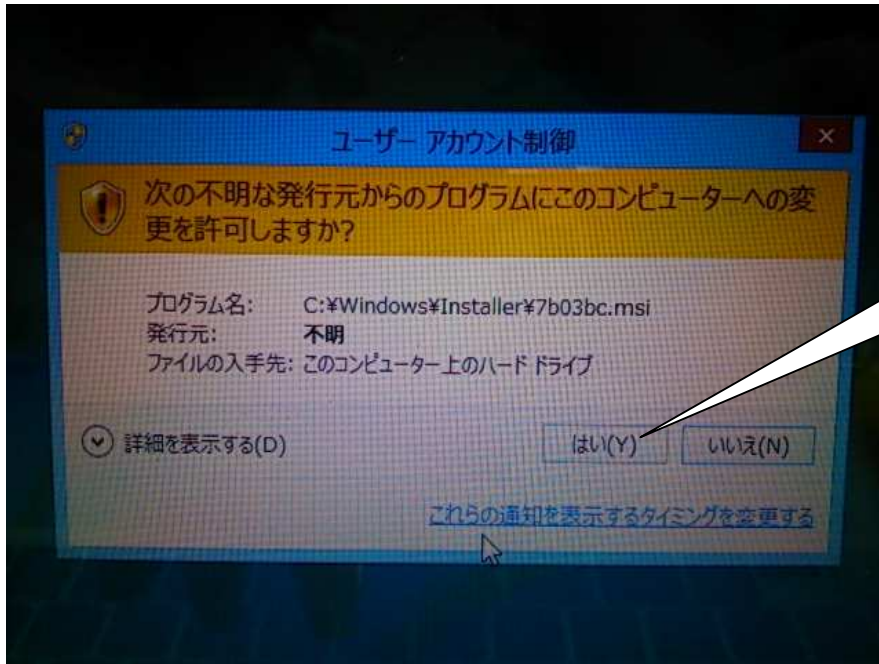 ユーザー アカウント制御
次の不明な発行元からのプログラムにこのコンピューターへの変
更を許可しますか?
プログラム名: C:¥Windows¥Installer¥7b03bc.msi
発行元: 不明
ファイルの入手先: このコンピューター上のハード ドライブ
詳細を表示する(D)
はい(Y)
いいえ(N)
これらの通知を表示するタイミングを変更する